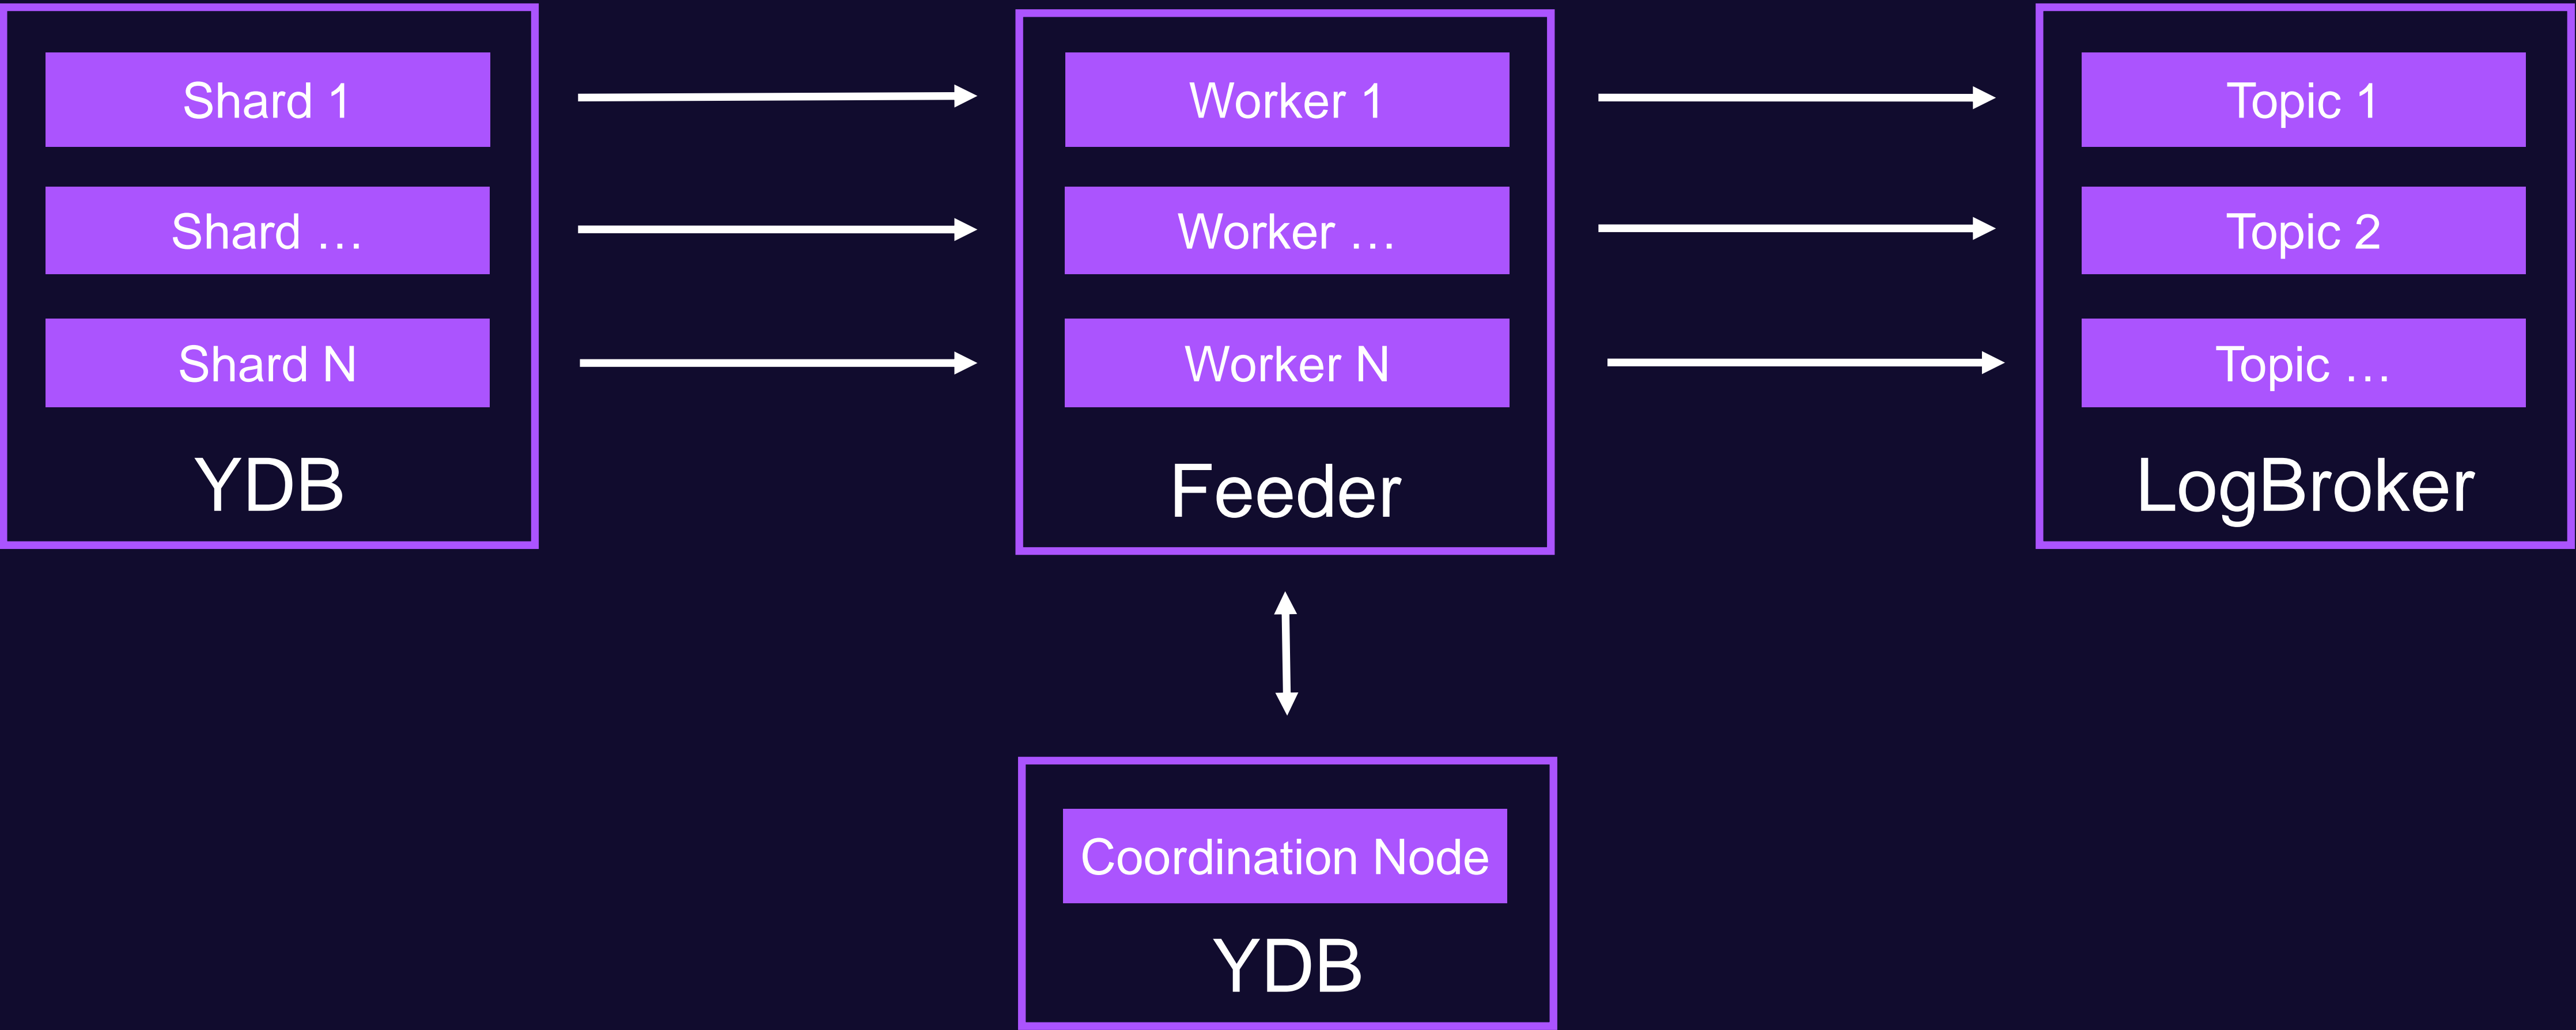 Shard 1
Shard …
Shard N
YDB
Worker 1
Worker …
Worker N
Feeder
Topic 1
Topic 2
Topic …
LogBroker
Coordination Node
YDB